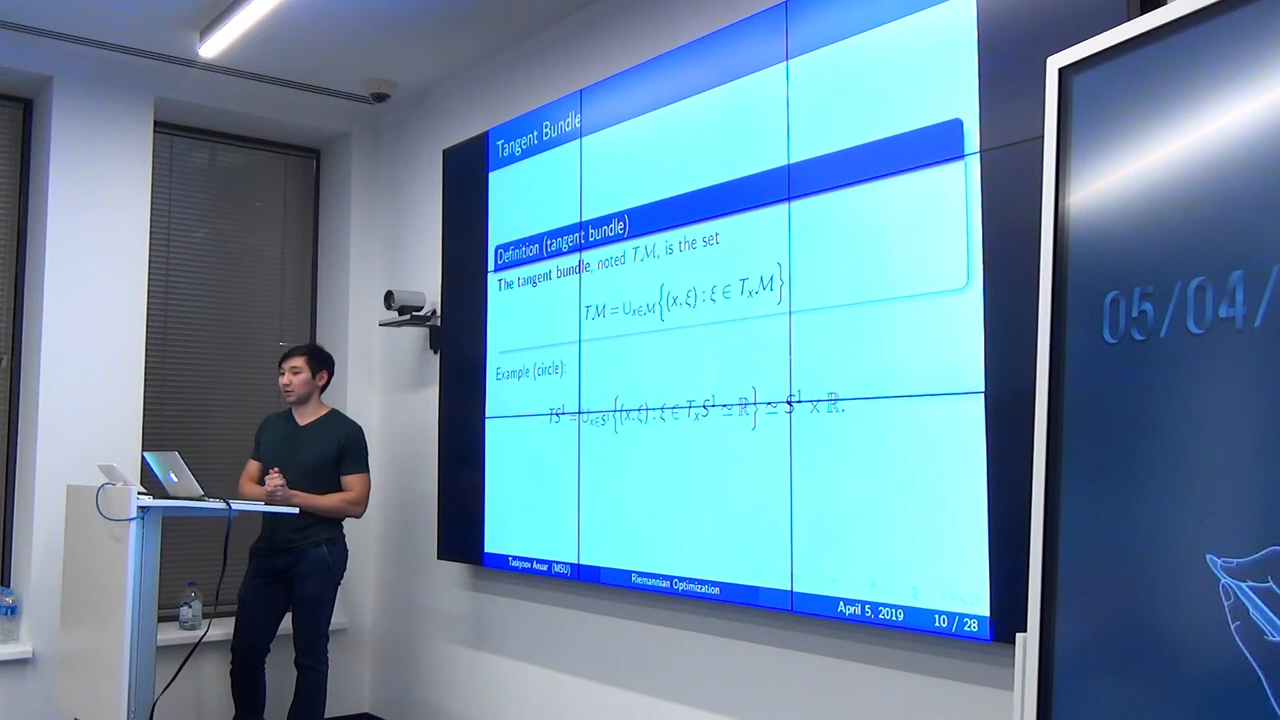 Tangent Bundle
Definition (tangent bundle)
The tangent bundle, noted TM, is the set
TM = ∪x∈M {(x, ξ) : ξ ∈ TxM}
Example (circle):
TS¹ = ∪x∈S¹ {(x, ξ) : ξ ∈ TxS¹ ≃ ℝ} ≃ S¹ × ℝ.
Taskynov Anuar (MSU)
Riemannian Optimization
April 5, 2019
10 / 28
05/04/